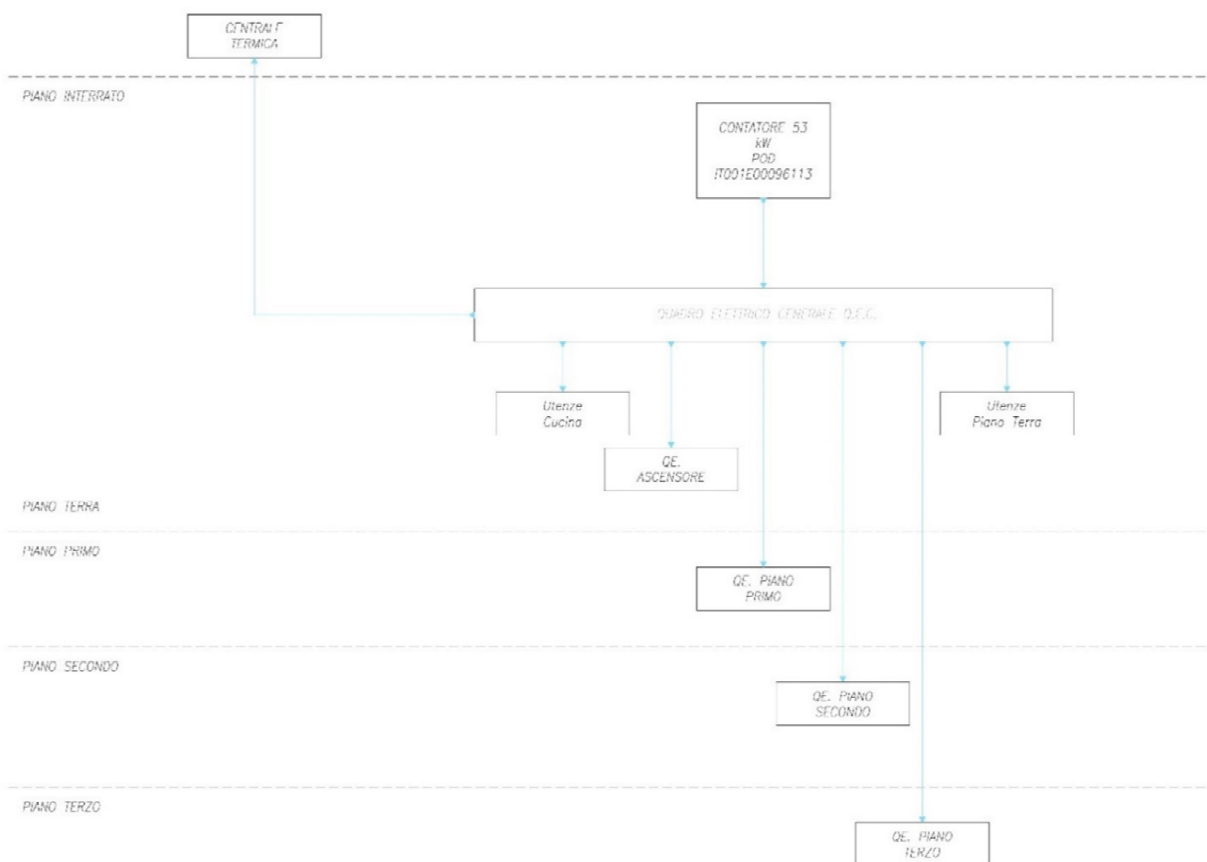 CENTRALE
TERMICA
PIANO INTERRATO
CONTATORE 53
kW
POD
IT001E00096113
QUADRO ELETTRICO GENERALE Q.E.G.
Utenze
Cucina
Utenze
Piano Terra
QE.
ASCENSORE
PIANO TERRA
PIANO PRIMO
QE. PIANO
PRIMO
PIANO SECONDO
QE. PIANO
SECONDO
PIANO TERZO
QE. PIANO
TERZO